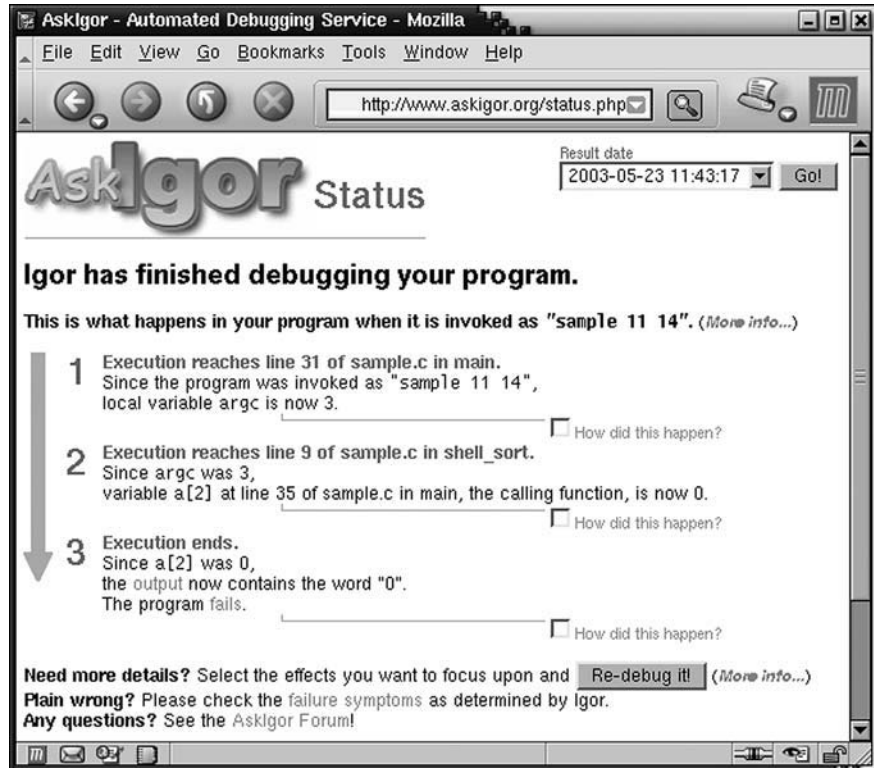 AskIgor - Automated Debugging Service - Mozilla
File Edit View Go Bookmarks Tools Window Help
http://www.askigor.org/status.php
AskIgor Status
Result date
2003-05-23 11:43:17 Go!
Igor has finished debugging your program.
This is what happens in your program when it is invoked as "sample 11 14". (More info...)
1 Execution reaches line 31 of sample.c in main.
Since the program was invoked as "sample 11 14",
local variable argc is now 3.
How did this happen?
2 Execution reaches line 9 of sample.c in shell_sort.
Since argc was 3,
variable a[2] at line 35 of sample.c in main, the calling function, is now 0.
How did this happen?
3 Execution ends.
Since a[2] was 0,
the output now contains the word "0".
The program fails.
How did this happen?
Need more details? Select the effects you want to focus upon and Re-debug it! (More info...)
Plain wrong? Please check the failure symptoms as determined by Igor.
Any questions? See the AskIgor Forum!